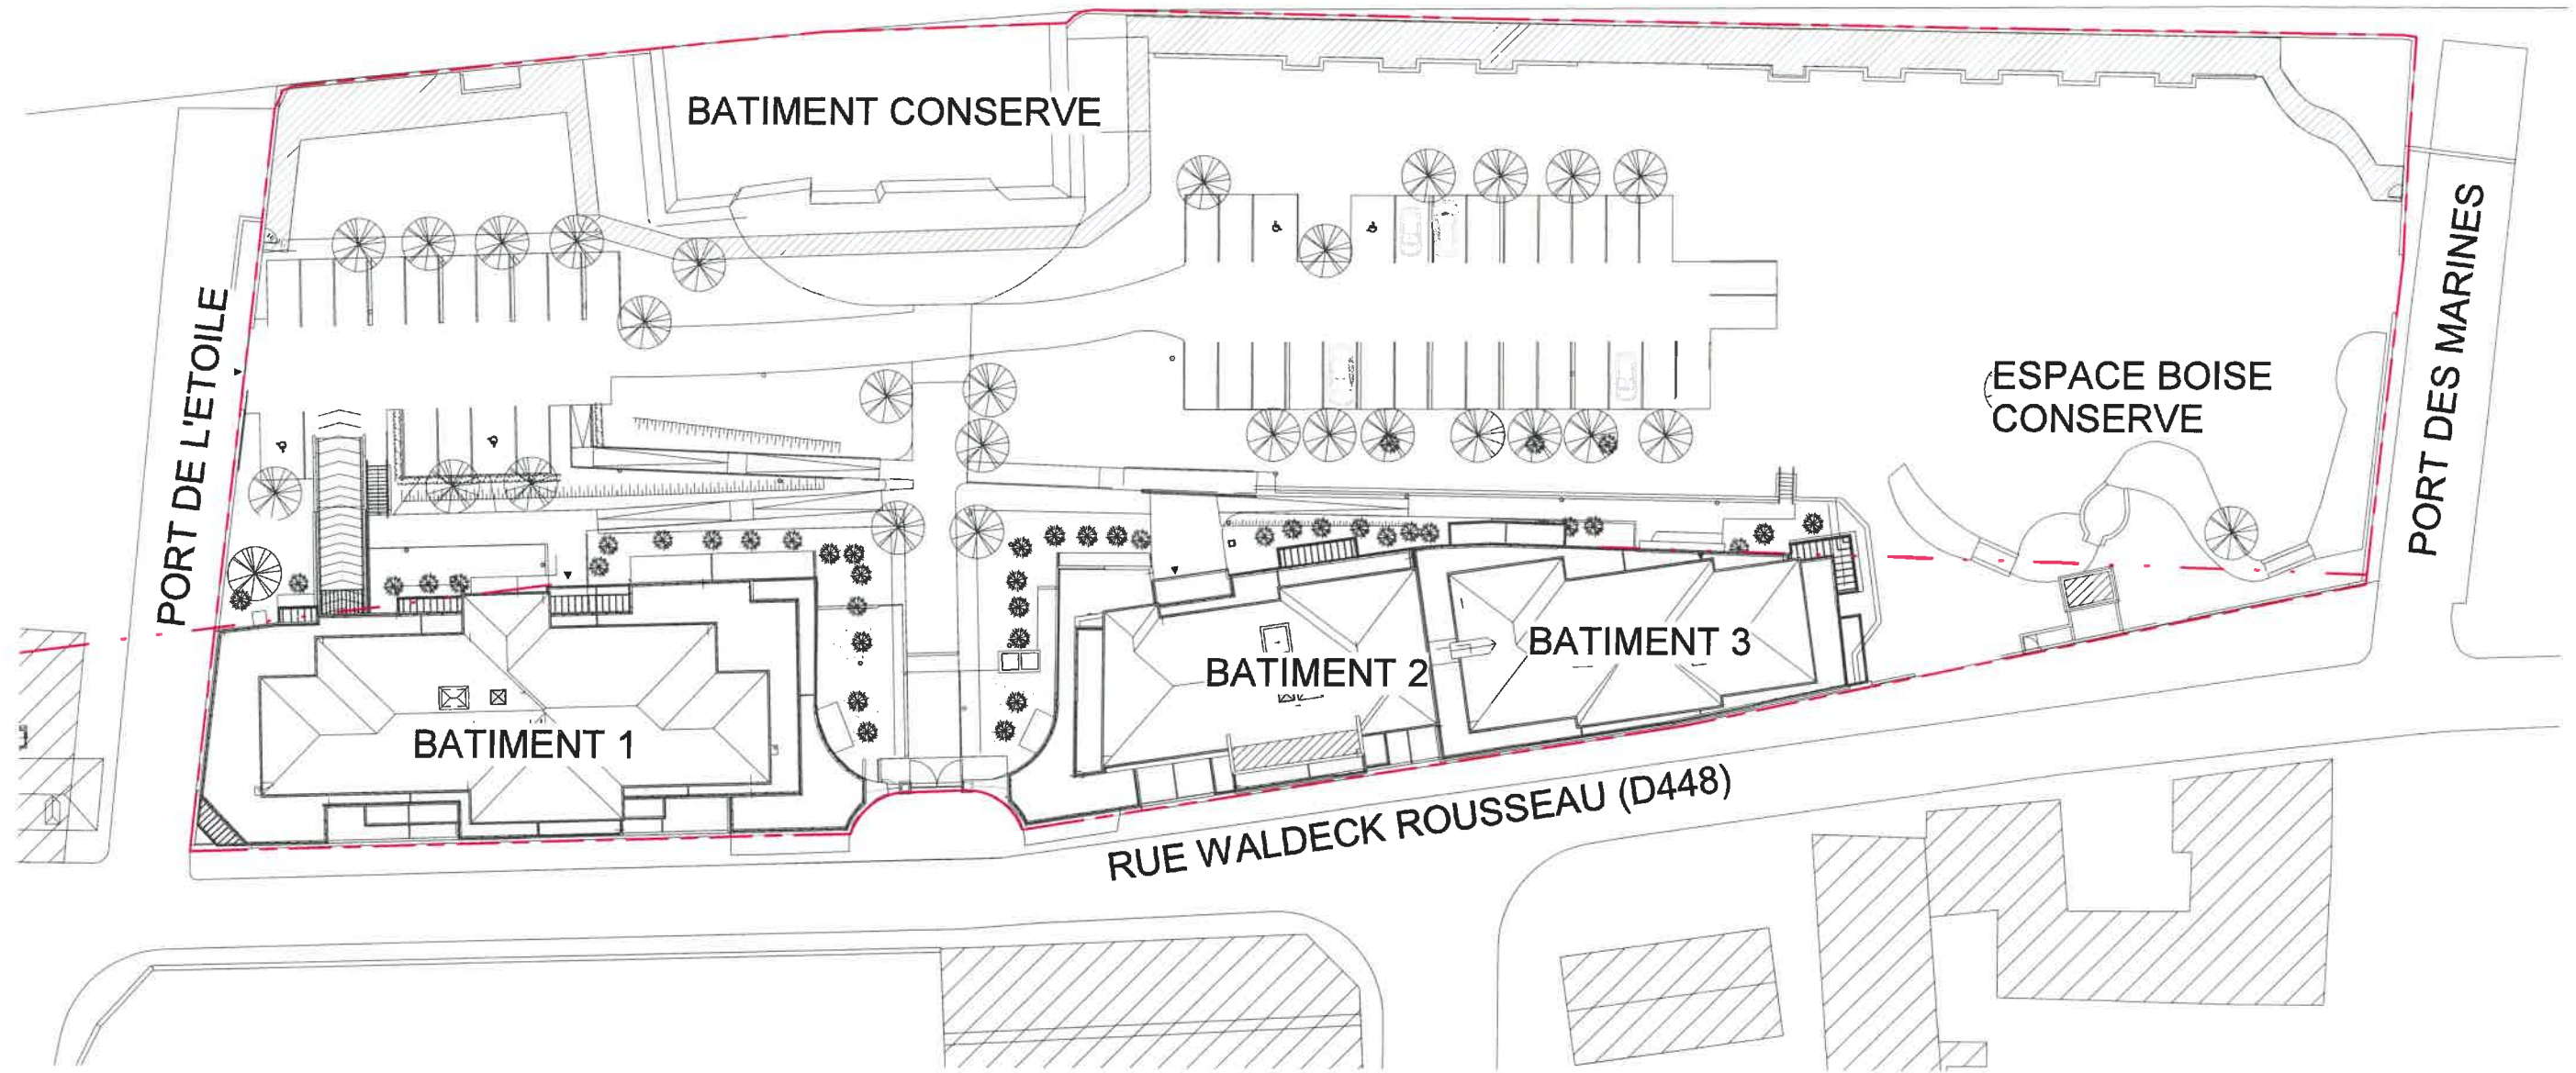 BATIMENT CONSERVE
PORT DE L'ETOILE
ESPACE BOISE
CONSERVE
PORT DES MARINES
BATIMENT 1
BATIMENT 2
BATIMENT 3
RUE WALDECK ROUSSEAU (D448)